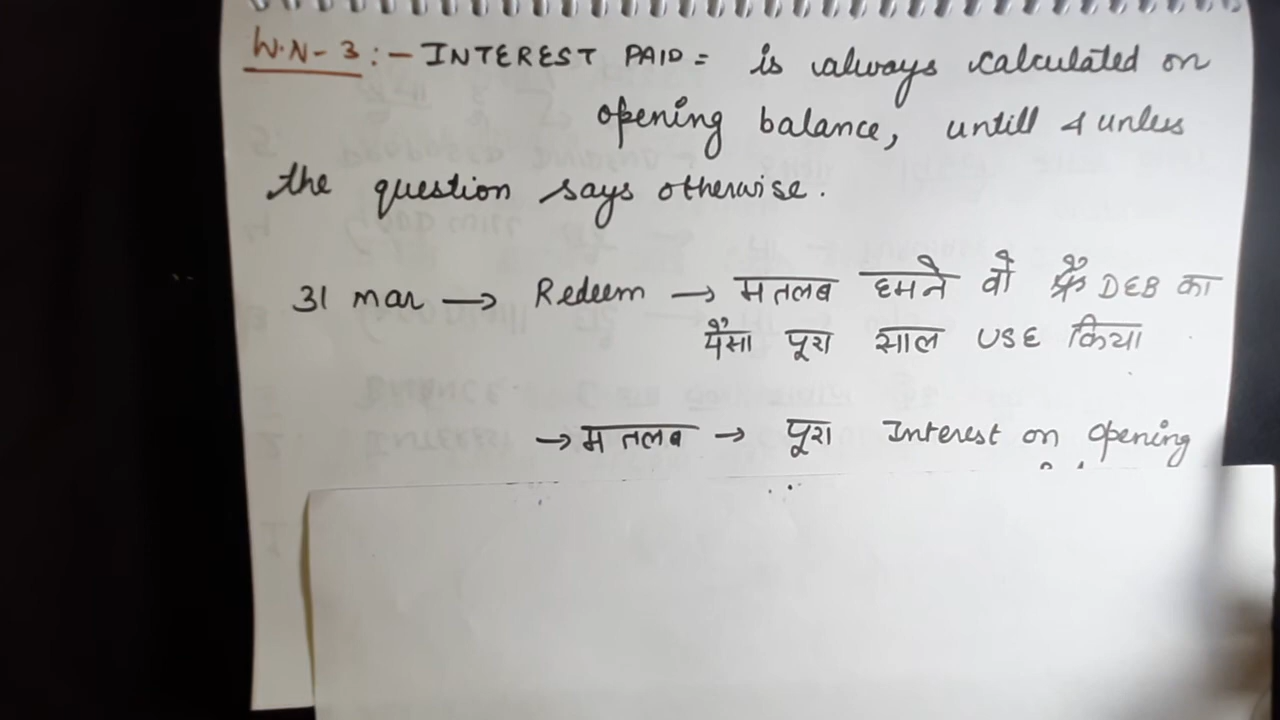 W.N-3:- INTEREST PAID = is always calculated on
opening balance, untill & unless
the question says otherwise.
31 mar → Redeem → मतलब हमने वो DEB का
पैसा पूरा साल USE किया
→ मतलब → पूरा Interest on opening